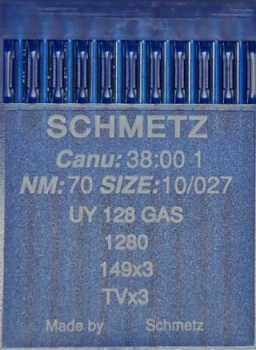 SCHMETZ
Canu: 38:00 1
NM: 70 SIZE: 10/027
UY 128 GAS
1280
149x3
TVx3
Made by Schmetz